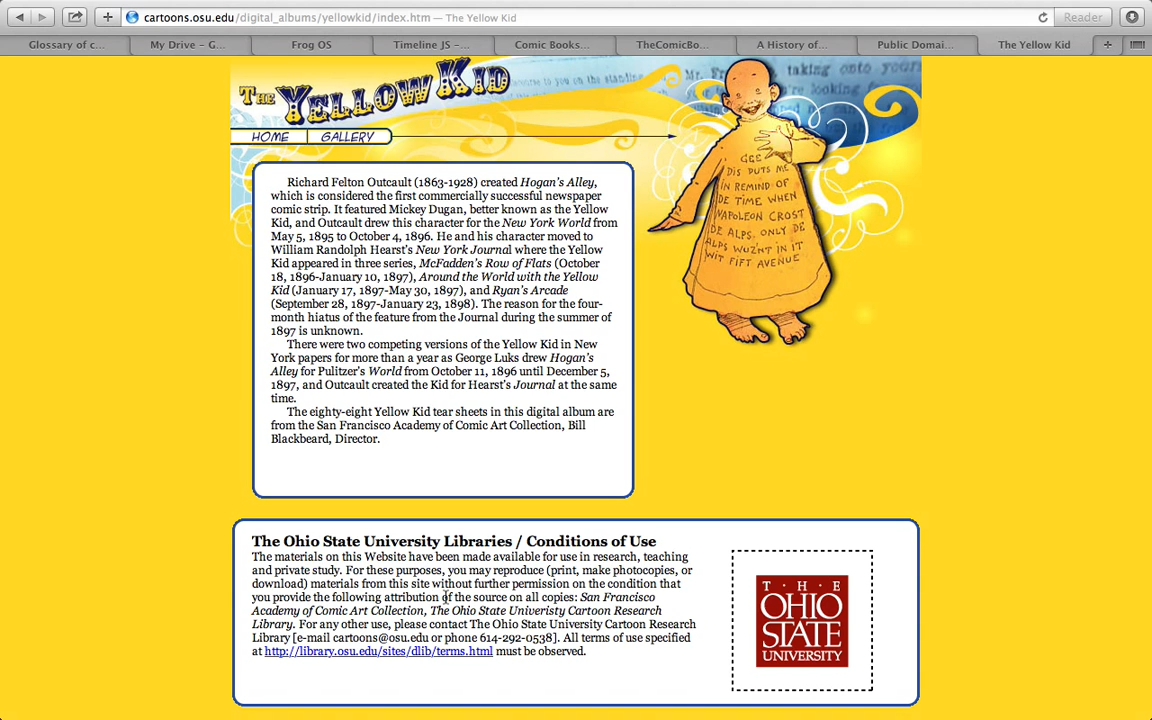 cartoons.osu.edu/digital_albums/yellowkid/index.htm — The Yellow Kid
Reader
Glossary of c...
My Drive – G...
Frog OS
Timeline JS –...
Comic Books...
TheComicBo...
A History of...
Public Domai...
The Yellow Kid
THE YELLOW KID
HOME
GALLERY
GEE
DIS PUTS ME
IN REMIND OF
DE TIME WHEN
NAPOLEON CROST
DE ALPS. ONLY DE
ALPS WUZ'NT IN IT
WIT FIFT AVENUE
Richard Felton Outcault (1863-1928) created Hogan's Alley,
which is considered the first commercially successful newspaper
comic strip. It featured Mickey Dugan, better known as the Yellow
Kid, and Outcault drew this character for the New York World from
May 5, 1895 to October 4, 1896. He and his character moved to
William Randolph Hearst's New York Journal where the Yellow
Kid appeared in three series, McFadden's Row of Flats (October
18, 1896-January 10, 1897), Around the World with the Yellow
Kid (January 17, 1897-May 30, 1897), and Ryan's Arcade
(September 28, 1897-January 23, 1898). The reason for the four-
month hiatus of the feature from the Journal during the summer of
1897 is unknown.
There were two competing versions of the Yellow Kid in New
York papers for more than a year as George Luks drew Hogan's
Alley for Pulitzer's World from October 11, 1896 until December 5,
1897, and Outcault created the Kid for Hearst's Journal at the same
time.
The eighty-eight Yellow Kid tear sheets in this digital album are
from the San Francisco Academy of Comic Art Collection, Bill
Blackbeard, Director.
The Ohio State University Libraries / Conditions of Use
The materials on this Website have been made available for use in research, teaching
and private study. For these purposes, you may reproduce (print, make photocopies, or
download) materials from this site without further permission on the condition that
you provide the following attribution of the source on all copies: San Francisco
Academy of Comic Art Collection, The Ohio State Univeristy Cartoon Research
Library. For any other use, please contact The Ohio State University Cartoon Research
Library [e-mail cartoons@osu.edu or phone 614-292-0538]. All terms of use specified
at http://library.osu.edu/sites/dlib/terms.html must be observed.
T · H · E
OHIO
STATE
UNIVERSITY